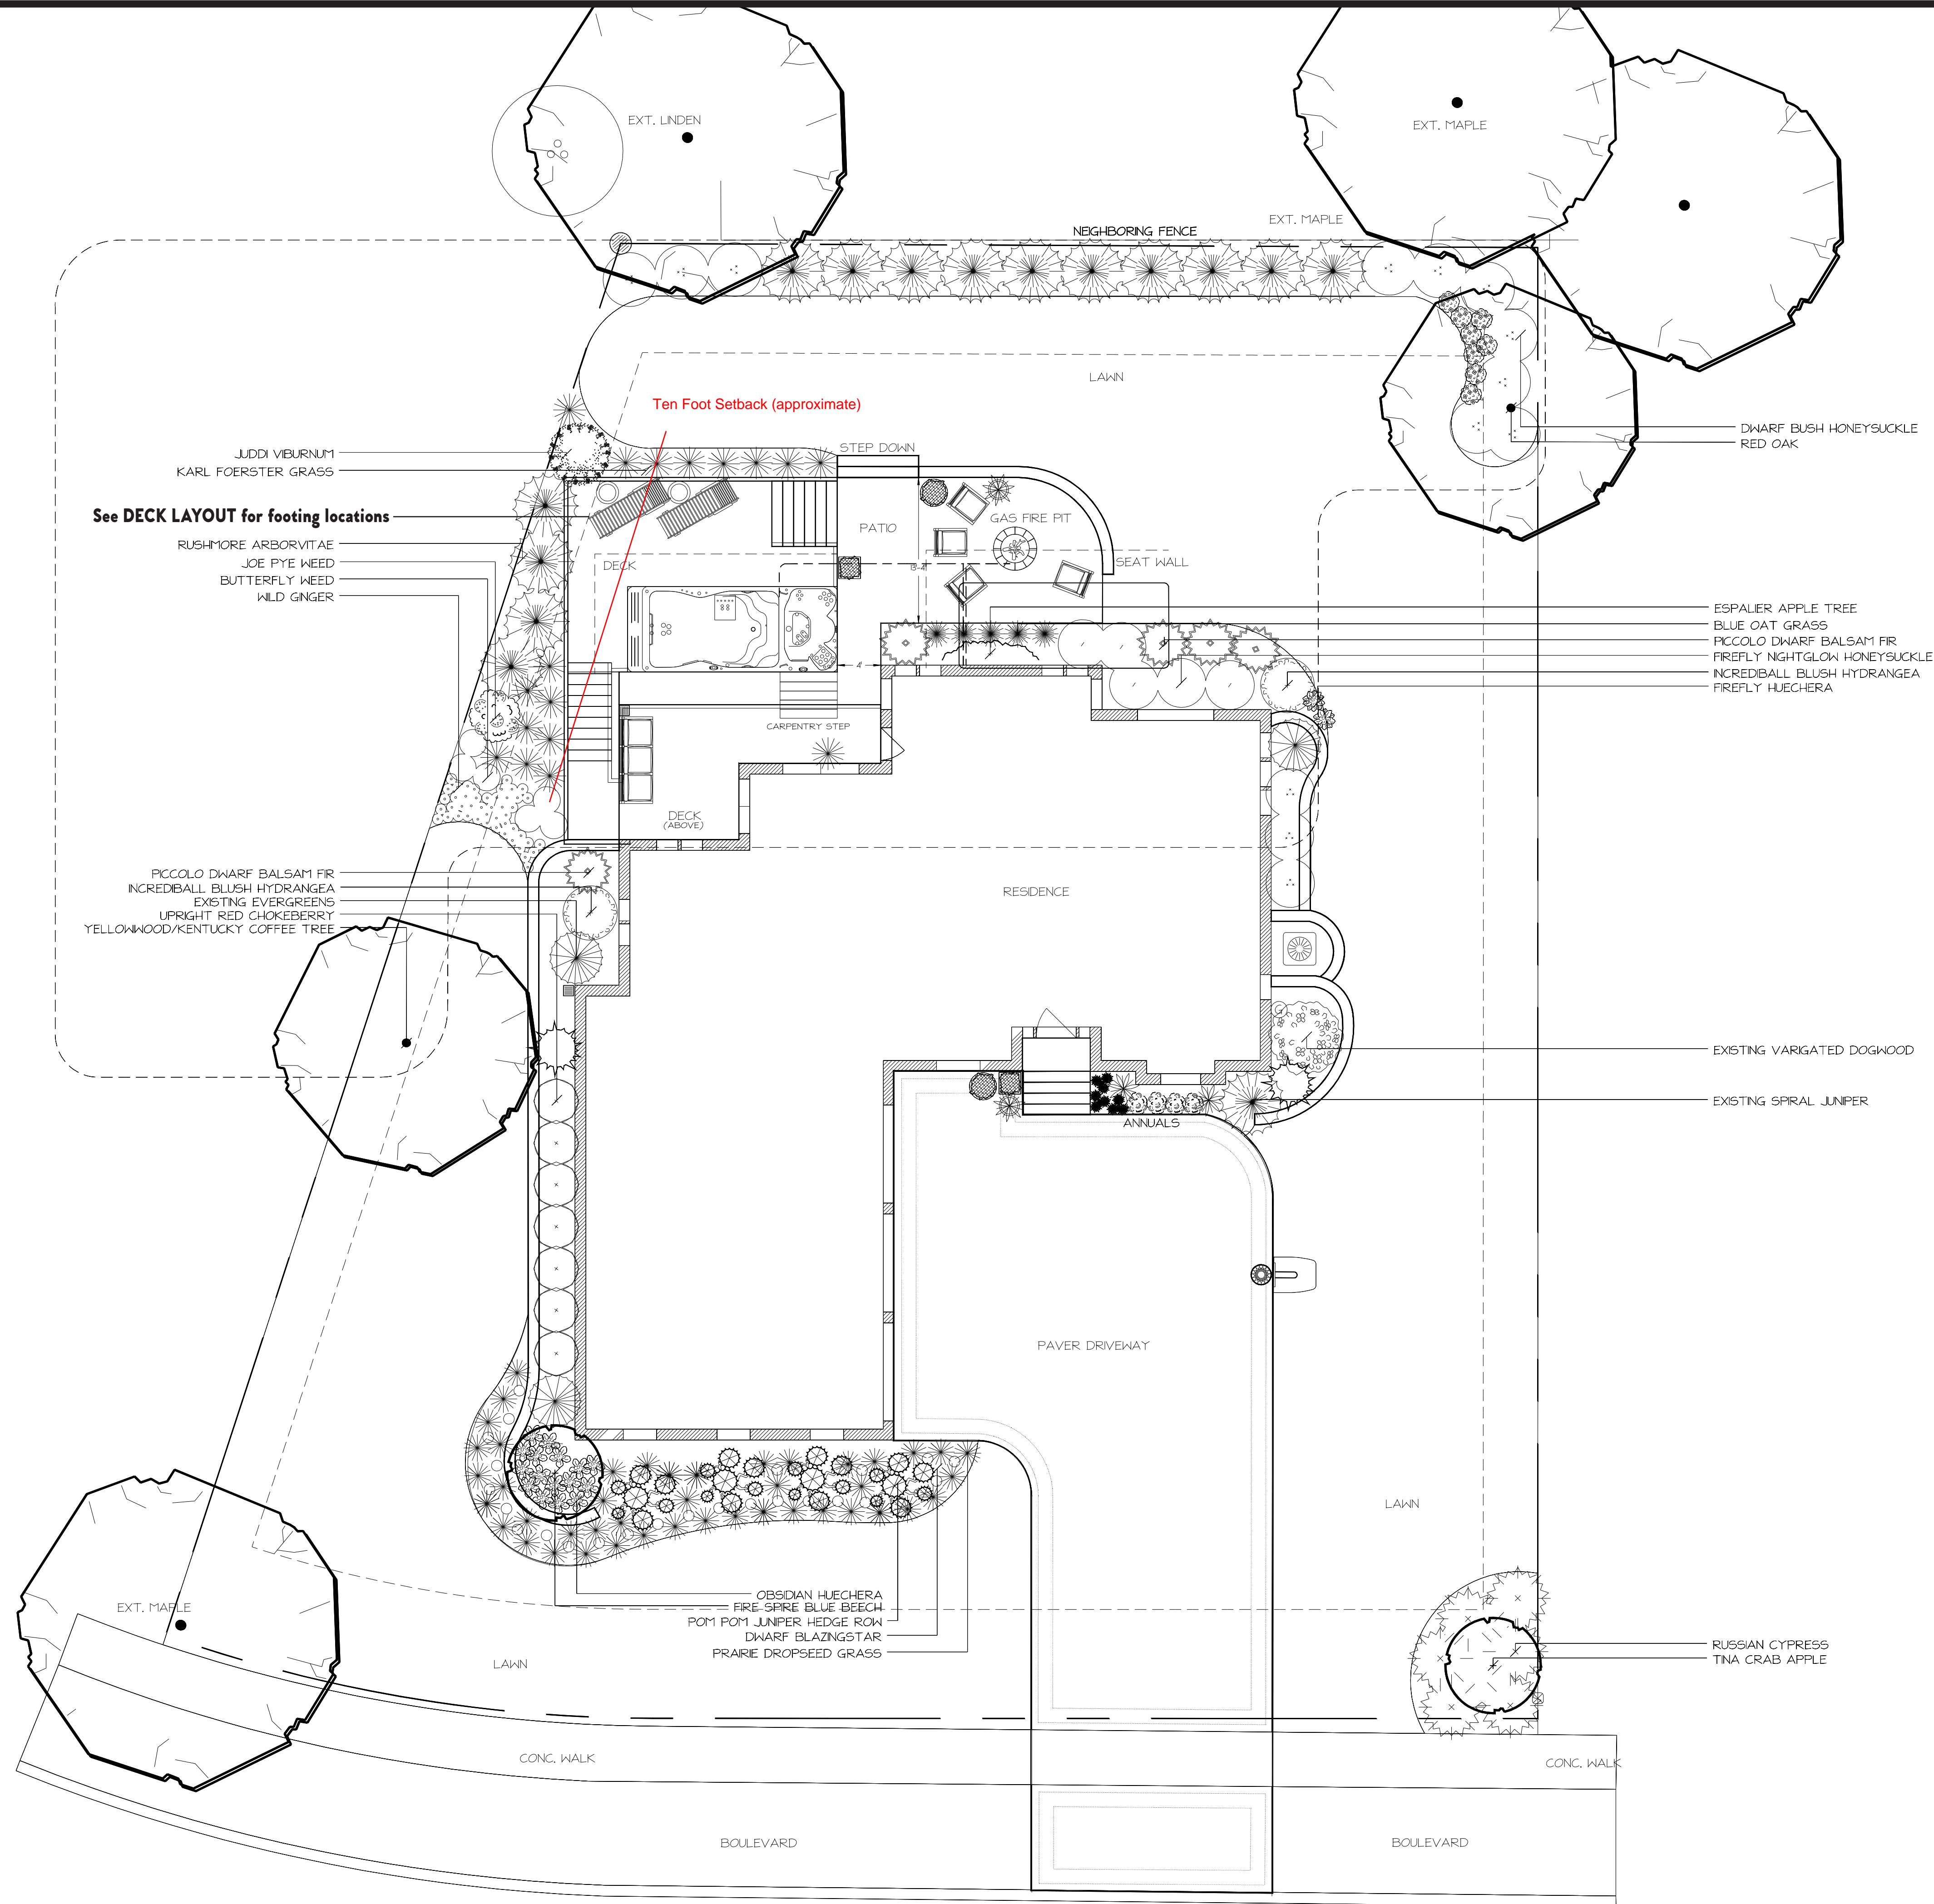 EXT. LINDEN
EXT. MAPLE
EXT. MAPLE
NEIGHBORING FENCE
LAWN
Ten Foot Setback (approximate)
STEP DOWN
JUDDI VIBURNUM
KARL FOERSTER GRASS
See DECK LAYOUT for footing locations
RUSHMORE ARBORVITAE
JOE PYE WEED
BUTTERFLY WEED
WILD GINGER
DWARF BUSH HONEYSUCKLE
RED OAK
PATIO
GAS FIRE PIT
DECK
SEAT WALL
4'
ESPALIER APPLE TREE
BLUE OAT GRASS
PICCOLO DWARF BALSAM FIR
FIREFLY NIGHTGLOW HONEYSUCKLE
INCREDIBALL BLUSH HYDRANGEA
FIREFLY HUECHERA
CARPENTRY STEP
DECK
(ABOVE)
PICCOLO DWARF BALSAM FIR
INCREDIBALL BLUSH HYDRANGEA
EXISTING EVERGREENS
UPRIGHT RED CHOKEBERRY
YELLOWWOOD/KENTUCKY COFFEE TREE
RESIDENCE
G
EXISTING VARIGATED DOGWOOD
EXISTING SPIRAL JUNIPER
ANNUALS
PAVER DRIVEWAY
LAWN
EXT. MAPLE
OBSIDIAN HUECHERA
FIRE SPIRE BLUE BEECH
POM POM JUNIPER HEDGE ROW
DWARF BLAZINGSTAR
PRAIRIE DROPSEED GRASS
LAWN
RUSSIAN CYPRESS
TINA CRAB APPLE
CONC. WALK
CONC. WALK
BOULEVARD
BOULEVARD